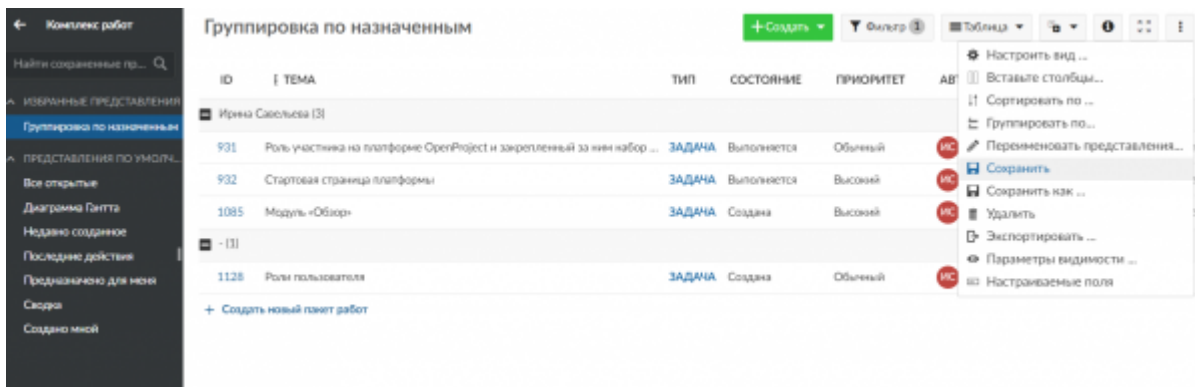 Комплекс работ
Группировка по назначенным
Создать
Фильтр 1
Таблица
Найти сохраненные пр...
ИЗБРАННЫЕ ПРЕДСТАВЛЕНИЯ
Группировка по назначенным
ПРЕДСТАВЛЕНИЯ ПО УМОЛЧ...
Все открытые
Диаграмма Гантта
Недавно созданное
Последние действия
Предназначено для меня
Сводка
Создано мной
ID ТЕМА ТИП СОСТОЯНИЕ ПРИОРИТЕТ АВТ
Ирина Савельева (3)
931 Роль участника на платформе OpenProject и закрепленный за ним набор ... ЗАДАЧА Выполняется Обычный ИС
932 Стартовая страница платформы ЗАДАЧА Выполняется Высокий ИС
1085 Модуль «Обзор» ЗАДАЧА Создана Высокий ИС
- (1)
1128 Роли пользователя ЗАДАЧА Создана Обычный ИС
+ Создать новый пакет работ
Настроить вид ...
Вставьте столбцы...
Сортировать по ...
Группировать по...
Переименовать представления...
Сохранить
Сохранить как ...
Удалить
Экспортировать ...
Параметры видимости ...
Настраиваемые поля